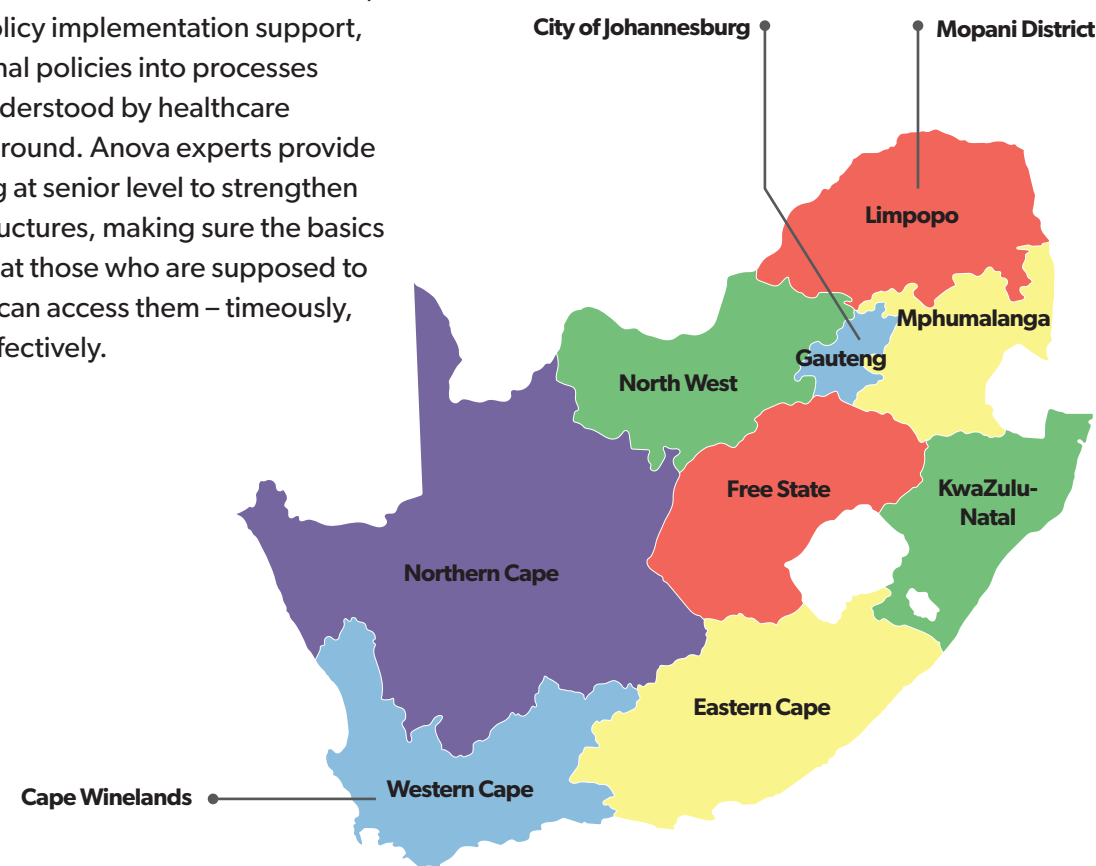 olicy implementation support,
nal policies into processes
derstood by healthcare
round. Anova experts provide
g at senior level to strengthen
uctures, making sure the basics
at those who are supposed to
can access them – timeously,
fectively.
City of Johannesburg
Mopani District
Limpopo
Mphumalanga
Gauteng
North West
Free State
KwaZulu-
Natal
Northern Cape
Eastern Cape
Western Cape
Cape Winelands